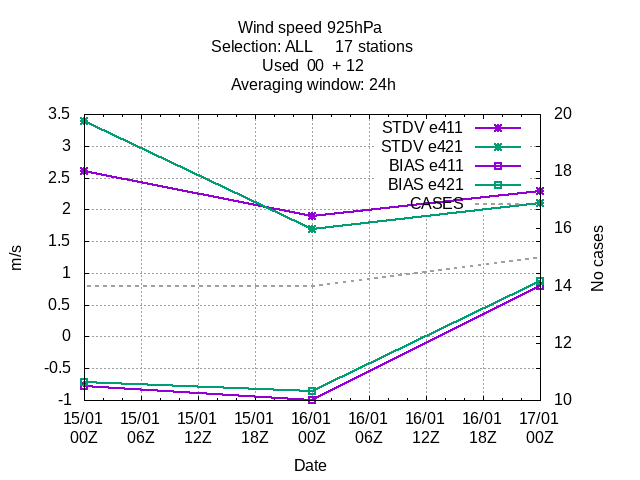 Wind speed 925hPa
Selection: ALL 17 stations
Used 00 + 12
Averaging window: 24h
3.5
3
2.5
2
1.5
1
0.5
0
-0.5
-1
m/s
STDV e411
STDV e421
BIAS e411
BIAS e421
CASES
20
18
16
14
12
10
No cases
15/01 15/01 15/01 15/01 16/01 16/01 16/01 16/01 17/01
00Z 06Z 12Z 18Z 00Z 06Z 12Z 18Z 00Z
Date